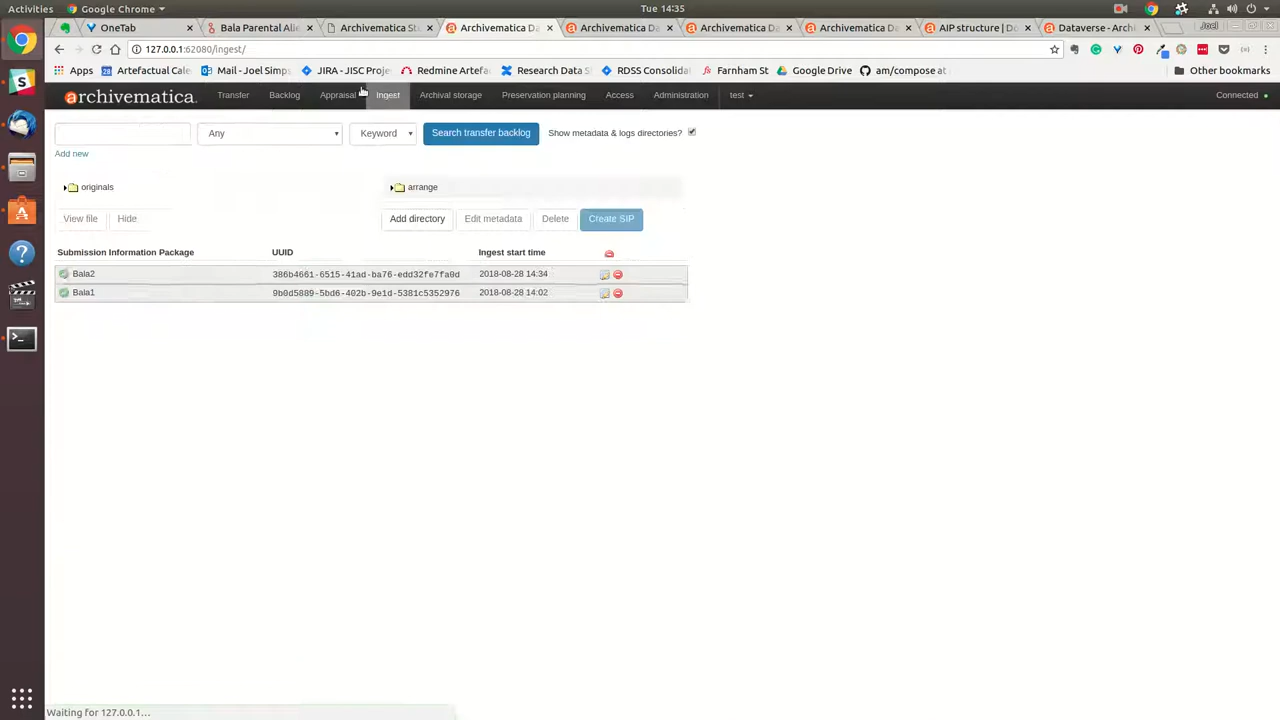 Activities Google Chrome Tue 14:35
OneTab Bala Parental Alie Archivematica St Archivematica Da Archivematica Da Archivematica Da Archivematica Da AIP structure | Do Dataverse - Archi Joel
127.0.0.1:62080/ingest/
Apps Artefactual Cale Mail - Joel Simps JIRA - JISC Proje Redmine Artefa Research Data S RDSS Consolida Farnham St Google Drive am/compose at Other bookmarks
archivematica Transfer Backlog Appraisal Ingest Archival storage Preservation planning Access Administration test Connected
Any Keyword Search transfer backlog Show metadata & logs directories?
Add new
originals arrange
View file Hide Add directory Edit metadata Delete Create SIP
Submission Information Package UUID Ingest start time
Bala2 386b4661-6515-41ad-ba76-edd32fe7fa0d 2018-08-28 14:34
Bala1 9b0d5889-5bd6-402b-9e1d-5381c5352976 2018-08-28 14:02
Waiting for 127.0.0.1...